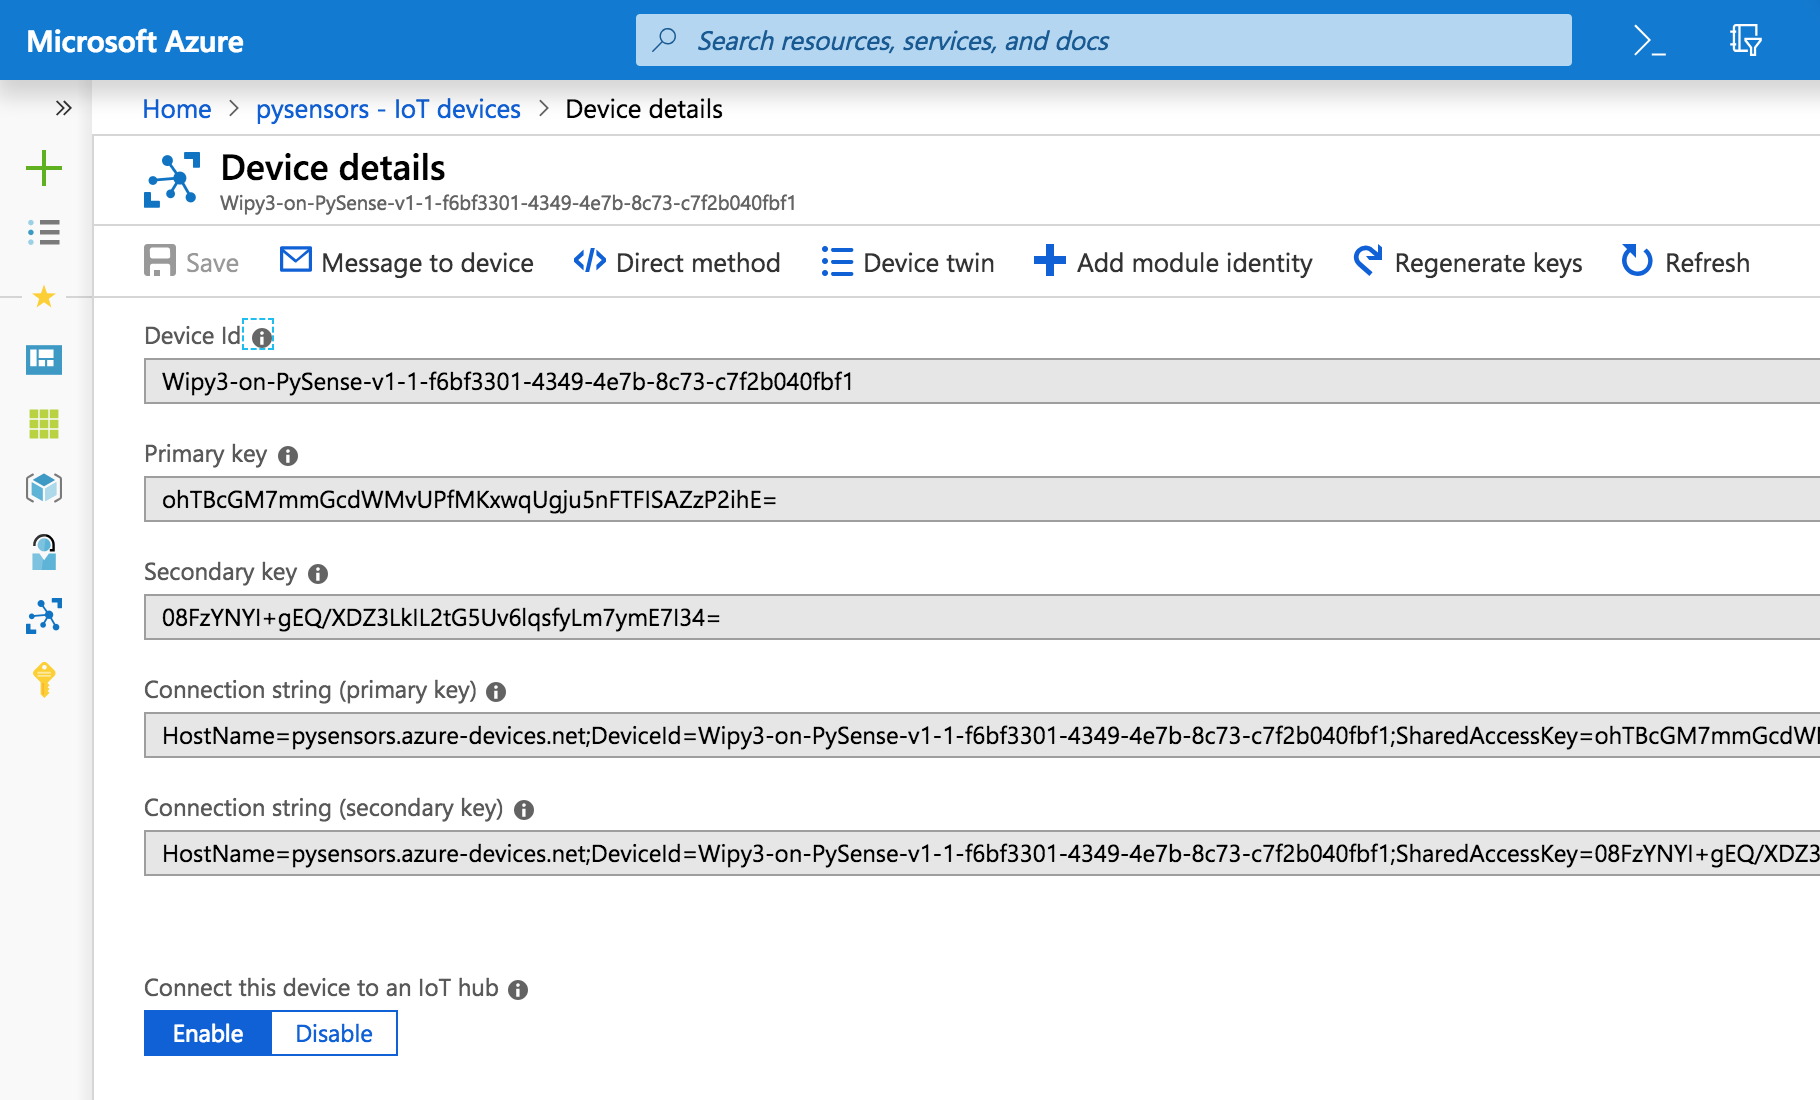 Microsoft Azure
Search resources, services, and docs
Home > pysensors - IoT devices > Device details
Device details
Wipy3-on-PySense-v1-1-f6bf3301-4349-4e7b-8c73-c7f2b040fbf1
Save Message to device Direct method Device twin Add module identity Regenerate keys Refresh
Device Id
Wipy3-on-PySense-v1-1-f6bf3301-4349-4e7b-8c73-c7f2b040fbf1
Primary key
ohTBcGM7mmGcdWMvUPfMKxwqUgju5nFTFISAZzP2ihE=
Secondary key
08FzYNYI+gEQ/XDZ3LkIL2tG5Uv6lqsfyLm7ymE7I34=
Connection string (primary key)
HostName=pysensors.azure-devices.net;DeviceId=Wipy3-on-PySense-v1-1-f6bf3301-4349-4e7b-8c73-c7f2b040fbf1;SharedAccessKey=ohTBcGM7mmGcdW
Connection string (secondary key)
HostName=pysensors.azure-devices.net;DeviceId=Wipy3-on-PySense-v1-1-f6bf3301-4349-4e7b-8c73-c7f2b040fbf1;SharedAccessKey=08FzYNYI+gEQ/XDZ3
Connect this device to an IoT hub
Enable Disable